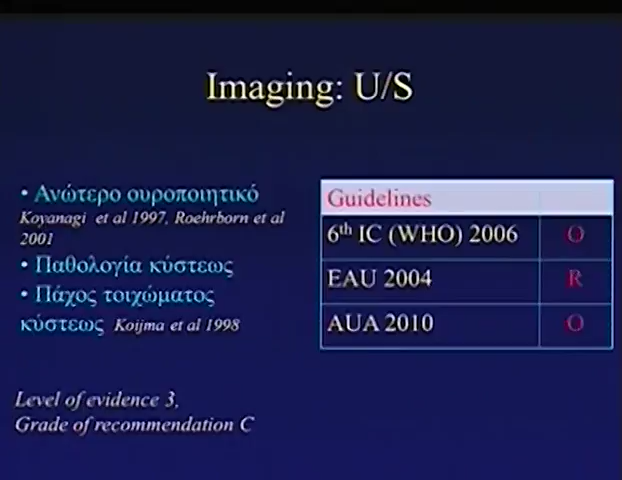 Imaging: U/S
• Ανώτερο ουροποιητικό
Koyanagi et al 1997, Roehrborn et al
2001
• Παθολογία κύστεως
• Πάχος τοιχώματος
κύστεως Koijma et al 1998
Guidelines
6th IC (WHO) 2006 O
EAU 2004 R
AUA 2010 O
Level of evidence 3,
Grade of recommendation C